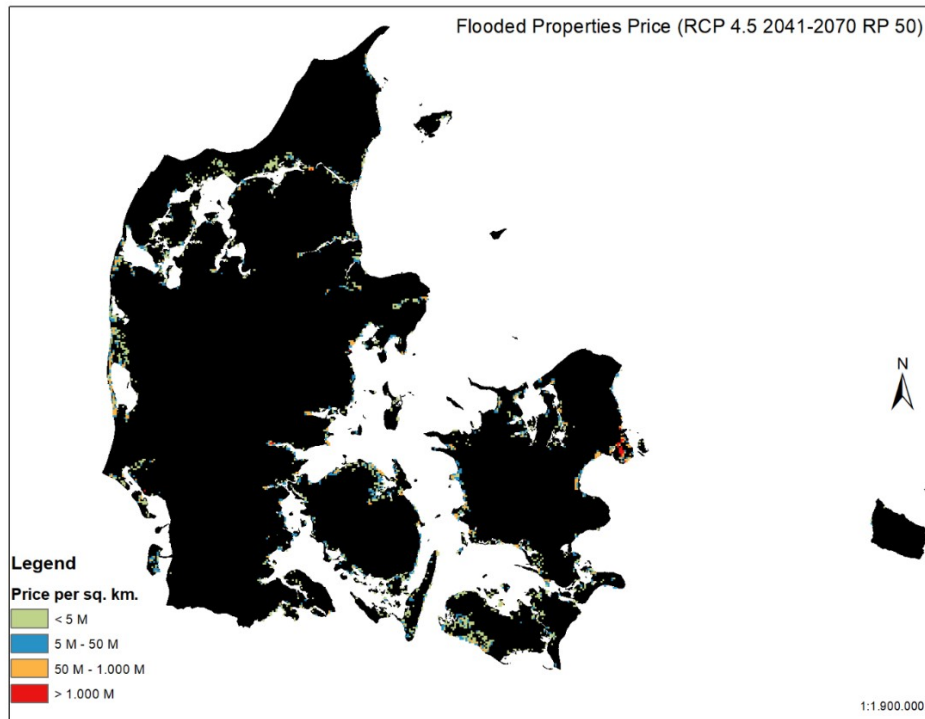 Flooded Properties Price (RCP 4.5 2041-2070 RP 50)
N
Legend
Price per sq. km.
< 5 M
5 M - 50 M
50 M - 1.000 M
> 1.000 M
1:1.900.000